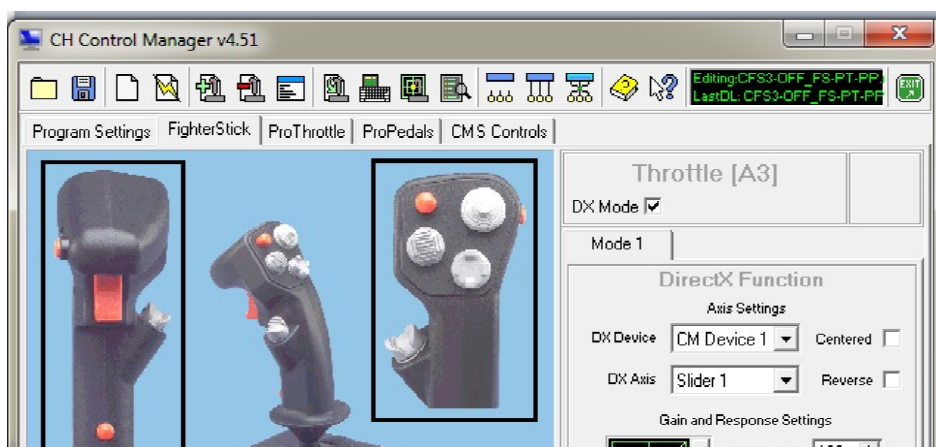 CH Control Manager v4.51
Editing:CFS3-OFF_FS-PT-PP
LastDL: CFS3-OFF_FS-PT-PP
EXIT
Program Settings FighterStick ProThrottle ProPedals CMS Controls
Throttle [A3]
DX Mode
Mode 1
DirectX Function
Axis Settings
DX Device CM Device 1 Centered
DX Axis Slider 1 Reverse
Gain and Response Settings